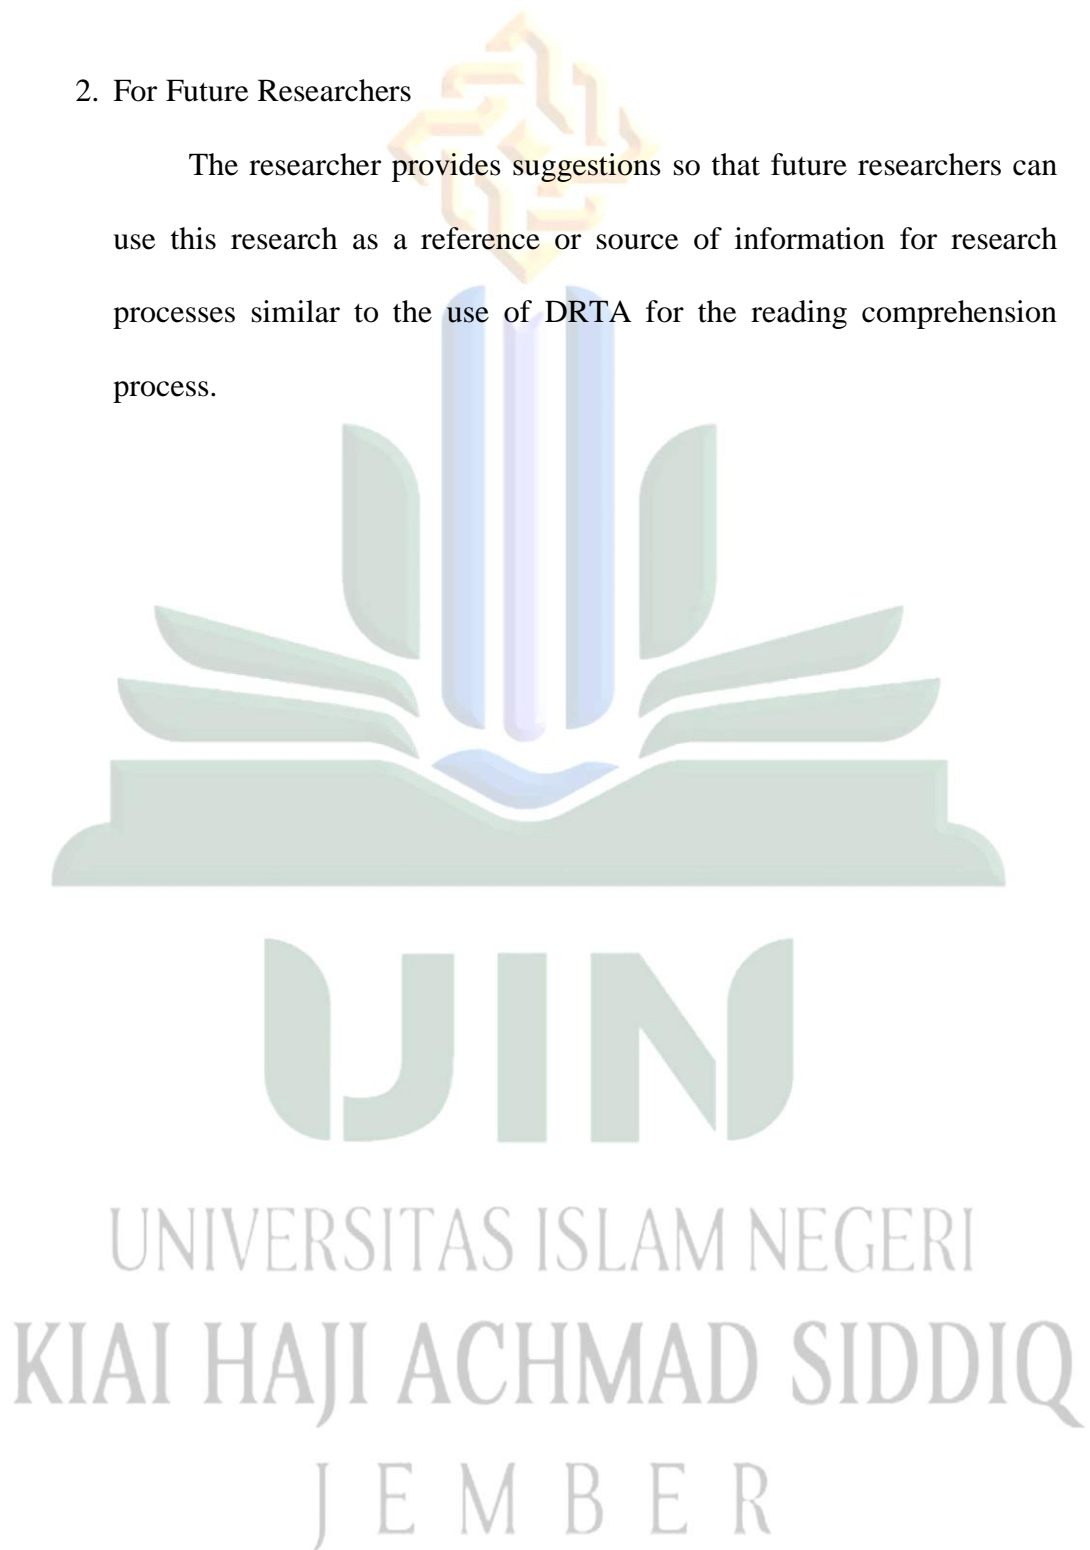 2. For Future Researchers
The researcher provides suggestions so that future researchers can
use this research as a reference or source of information for research
processes similar to the use of DRTA for the reading comprehension
process.
UIN
UNIVERSITAS ISLAM NEGERI
KIAI HAJI ACHMAD SIDDIQ
JEMBER